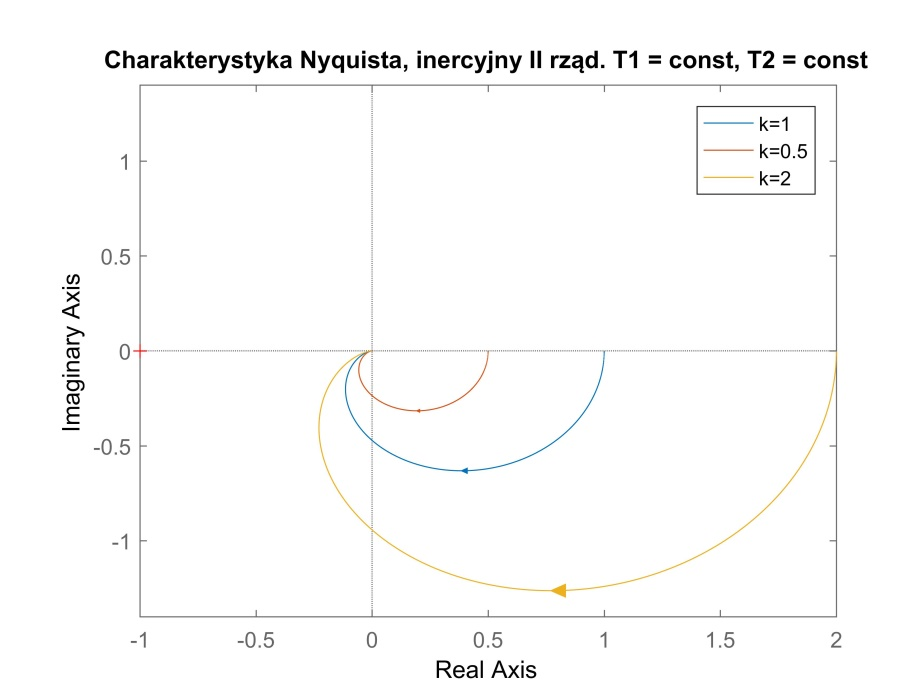 Charakterystyka Nyquista, inercyjny II rząd. T1 = const, T2 = const
k=1
k=0.5
k=2
1
0.5
0
-0.5
-1
Imaginary Axis
-1
-0.5
0
0.5
1
1.5
2
Real Axis